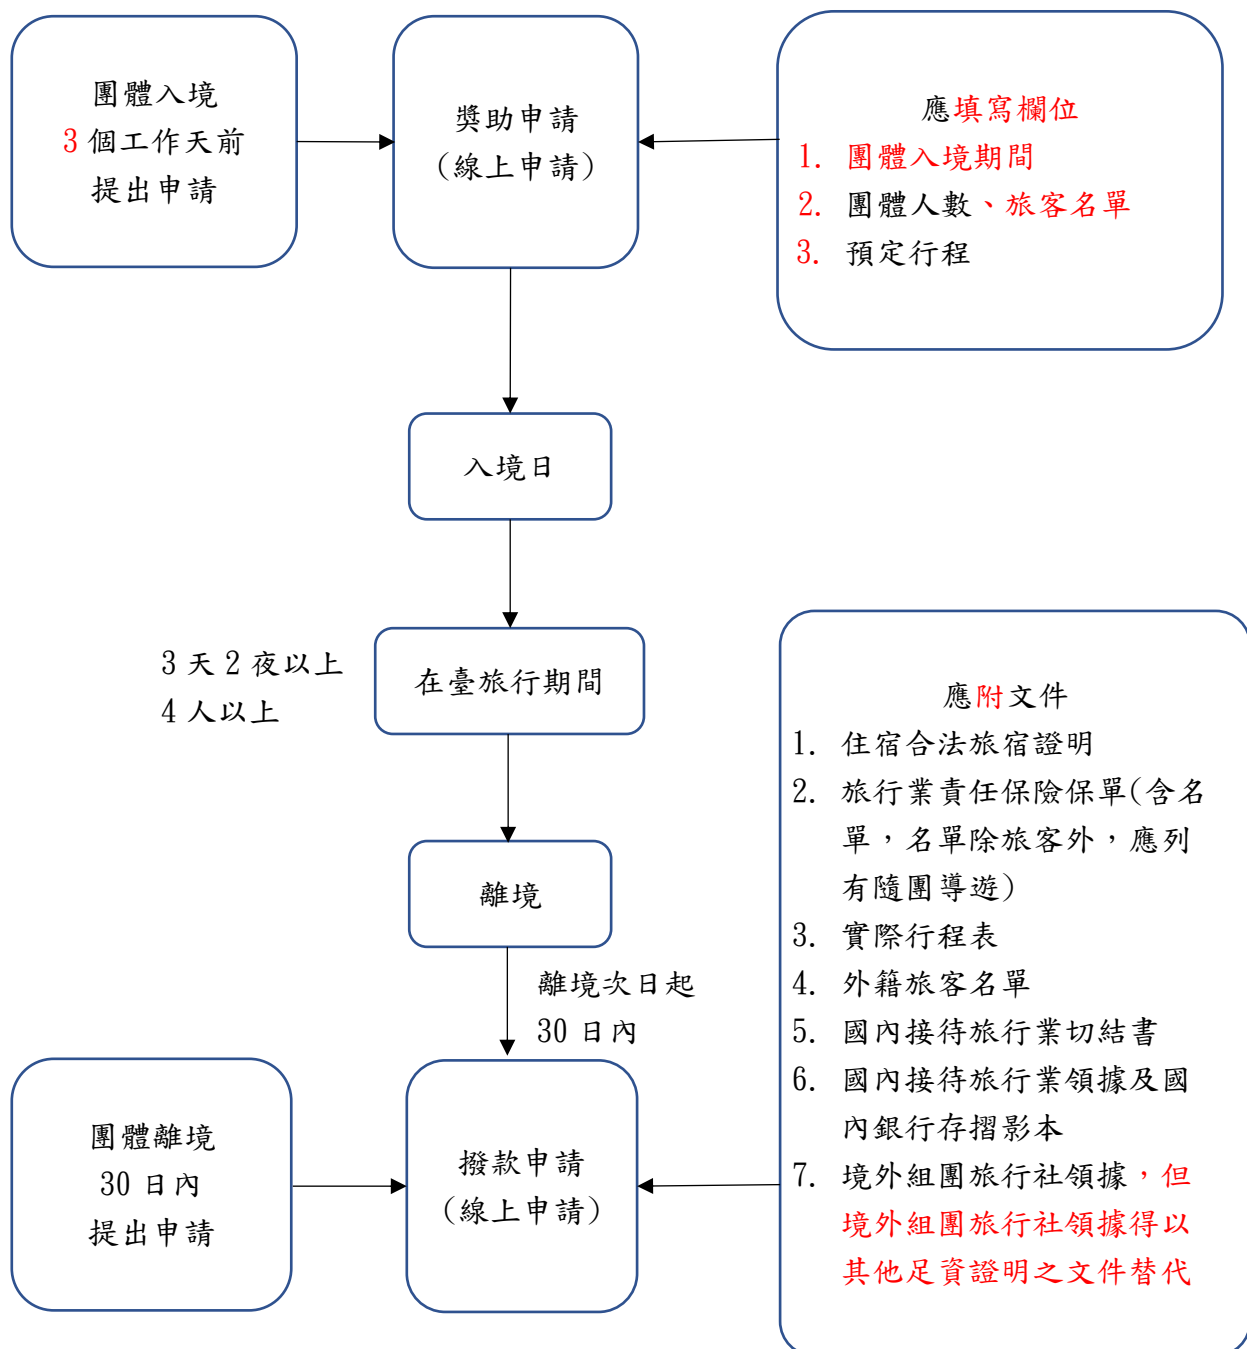 團體入境
3 個工作天前
提出申請
獎助申請
(線上申請)
應填寫欄位
1. 團體入境期間
2. 團體人數、旅客名單
3. 預定行程
入境日
3 天 2 夜以上
4 人以上
在臺旅行期間
離境
離境次日起
30 日內
團體離境
30 日內
提出申請
撥款申請
(線上申請)
應附文件
1. 住宿合法旅宿證明
2. 旅行業責任保險保單(含名
單，名單除旅客外，應列
有隨團導遊)
3. 實際行程表
4. 外籍旅客名單
5. 國內接待旅行業切結書
6. 國內接待旅行業領據及國
內銀行存摺影本
7. 境外組團旅行社領據，但
境外組團旅行社領據得以
其他足資證明之文件替代